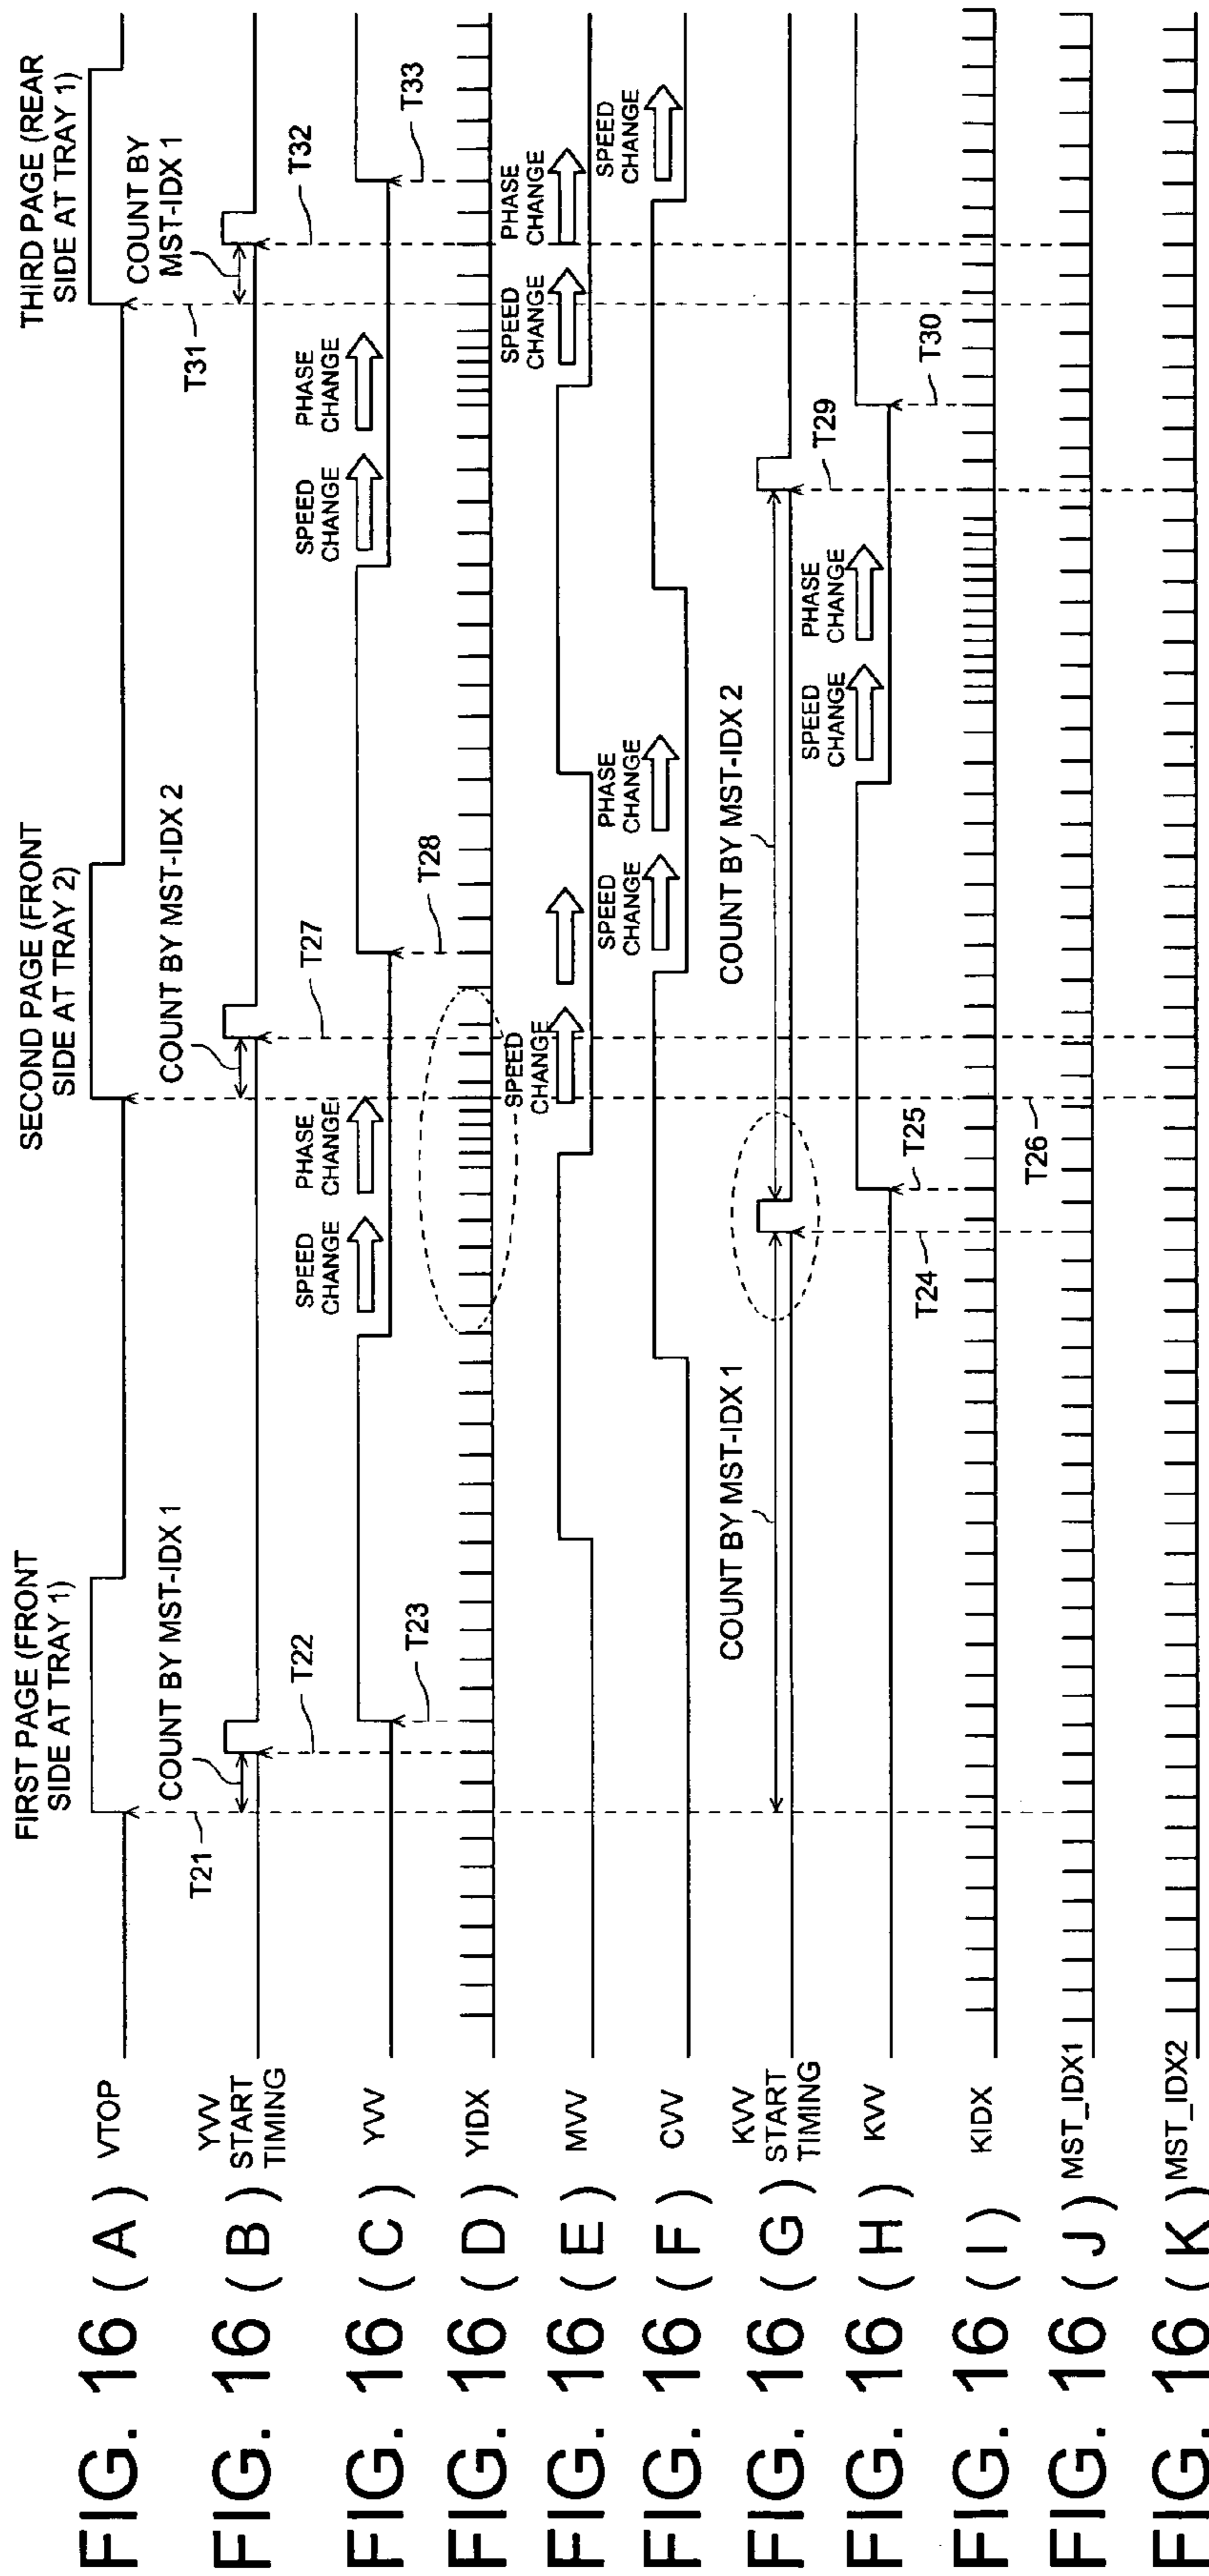 FIRST PAGE (FRONT
SIDE AT TRAY 1)
SECOND PAGE (FRONT
SIDE AT TRAY 2)
THIRD PAGE (REAR
SIDE AT TRAY 1)
FIG. 16 (A) VTOP
T21
COUNT BY MST-IDX 1
COUNT BY MST-IDX 2
T31
COUNT BY
MST-IDX 1
FIG. 16 (B) YVV
START
TIMING
T22
T27
T32
FIG. 16 (C) YVV
SPEED
CHANGE
PHASE
CHANGE
SPEED
CHANGE
PHASE
CHANGE
T23
T28
T33
FIG. 16 (D) YIDX
FIG. 16 (E) MVV
SPEED
CHANGE
SPEED
CHANGE
PHASE
CHANGE
FIG. 16 (F) CVV
SPEED
CHANGE
PHASE
CHANGE
SPEED
CHANGE
FIG. 16 (G) KVV
START
TIMING
COUNT BY MST-IDX 1
COUNT BY MST-IDX 2
T29
FIG. 16 (H) KVV
SPEED
CHANGE
PHASE
CHANGE
T24
T25
T30
FIG. 16 (I) KIDX
T26
FIG. 16 (J) MST_IDX1
FIG. 16 (K) MST_IDX2